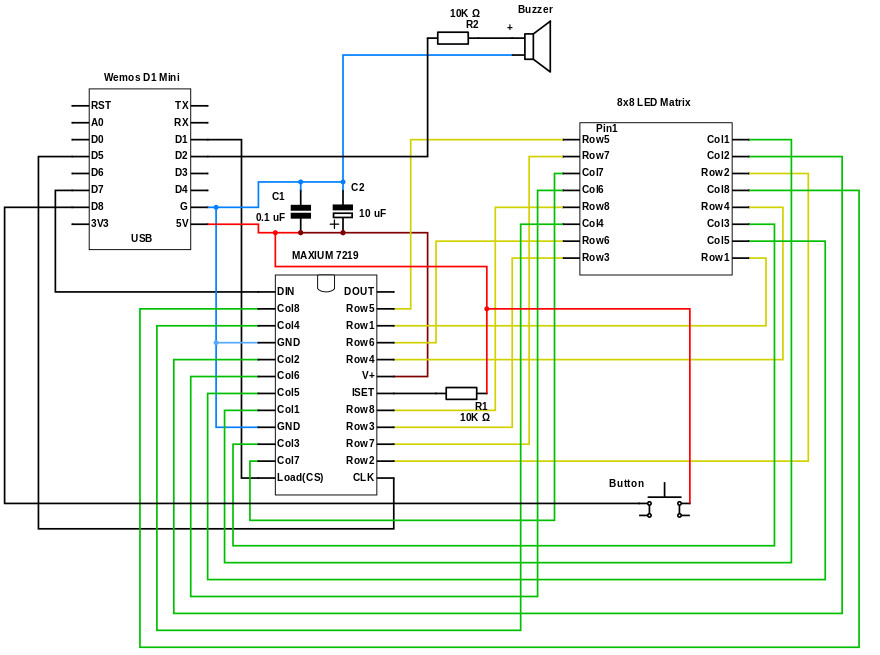 Buzzer
10K Ω
R2
+
Wemos D1 Mini
RST
A0
D0
D5
D6
D7
D8
3V3
TX
RX
D1
D2
D3
D4
G
5V
USB
8x8 LED Matrix
Pin1
Row5
Row7
Col7
Col6
Row8
Col4
Row6
Row3
Col1
Col2
Row2
Col8
Row4
Col3
Col5
Row1
C1
0.1 uF
C2
10 uF
+
MAXIUM 7219
DIN
Col8
Col4
GND
Col2
Col6
Col5
Col1
GND
Col3
Col7
Load(CS)
DOUT
Row5
Row1
Row6
Row4
V+
ISET
Row8
Row3
Row7
Row2
CLK
R1
10K Ω
Button